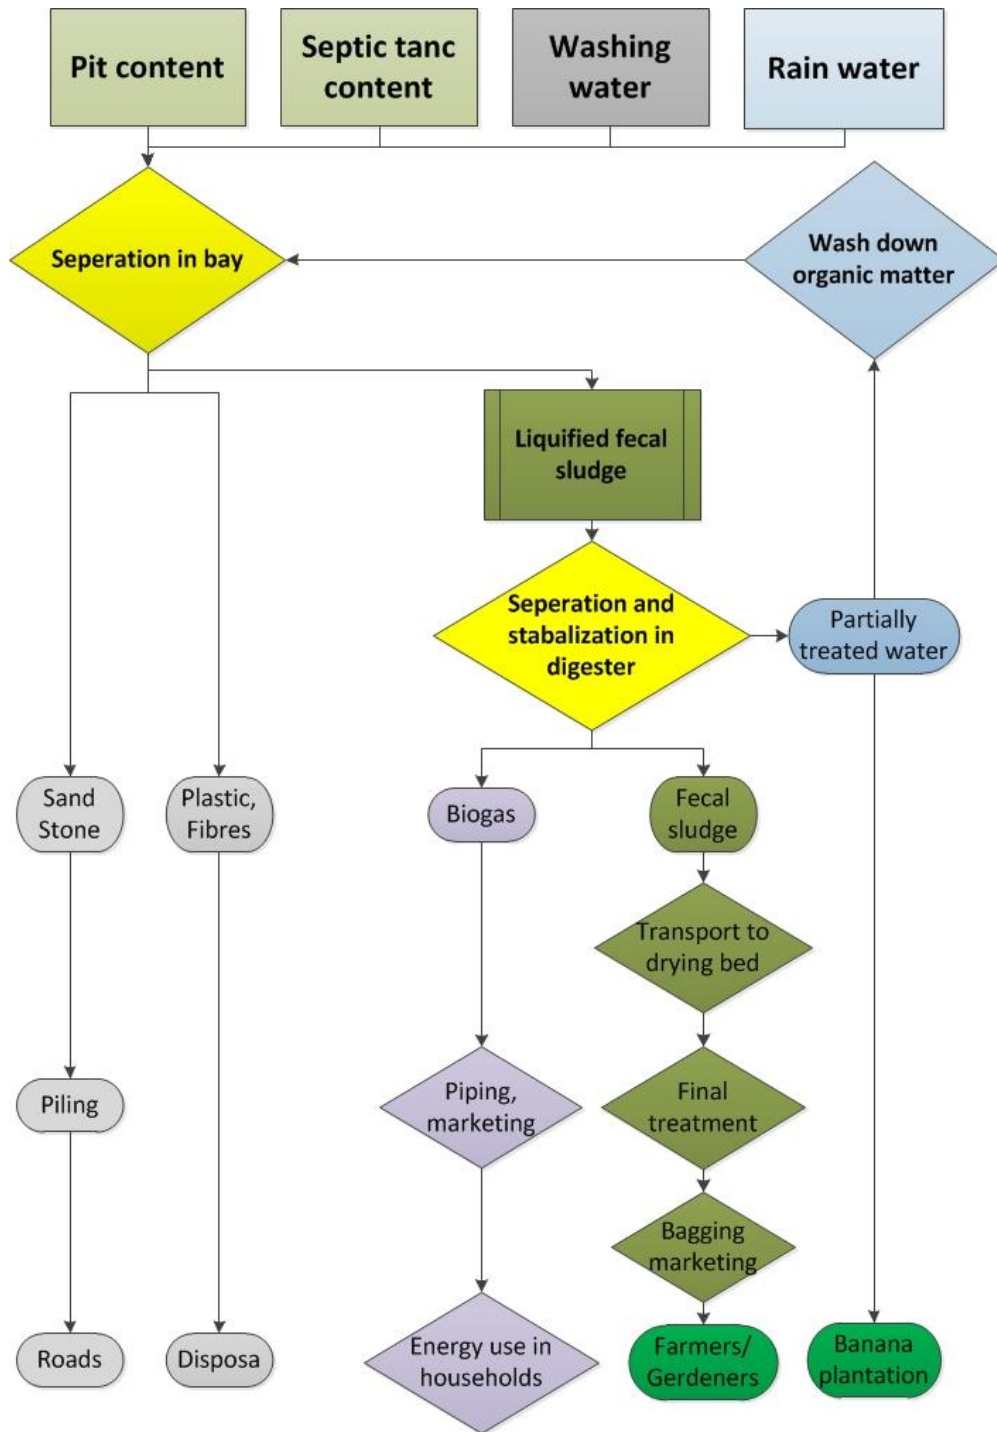 Pit content
Septic tanc
content
Washing
water
Rain water
Seperation in bay
Wash down
organic matter
Liquified fecal
sludge
Seperation and
stabalization in
digester
Partially
treated water
Sand
Stone
Plastic,
Fibres
Biogas
Fecal
sludge
Transport to
drying bed
Piling
Piping,
marketing
Final
treatment
Bagging
marketing
Roads
Disposa
Energy use in
households
Farmers/
Gerdeners
Banana
plantation